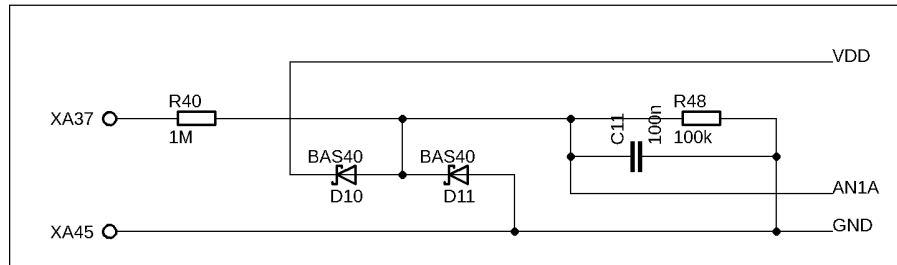 VDD
XA37
R40
1M
C11
100n
R48
100k
BAS40
D10
BAS40
D11
AN1A
XA45
GND